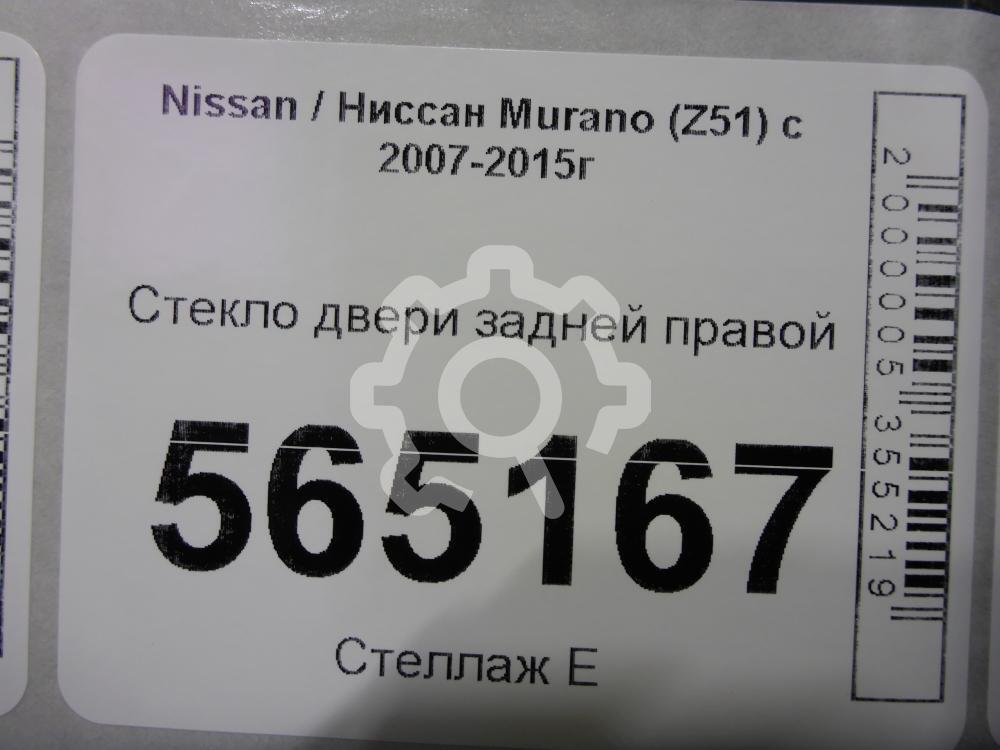 Nissan / Ниссан Murano (Z51) с
2007-2015г
Стекло двери задней правой
565167
Стеллаж Е
2000005355219